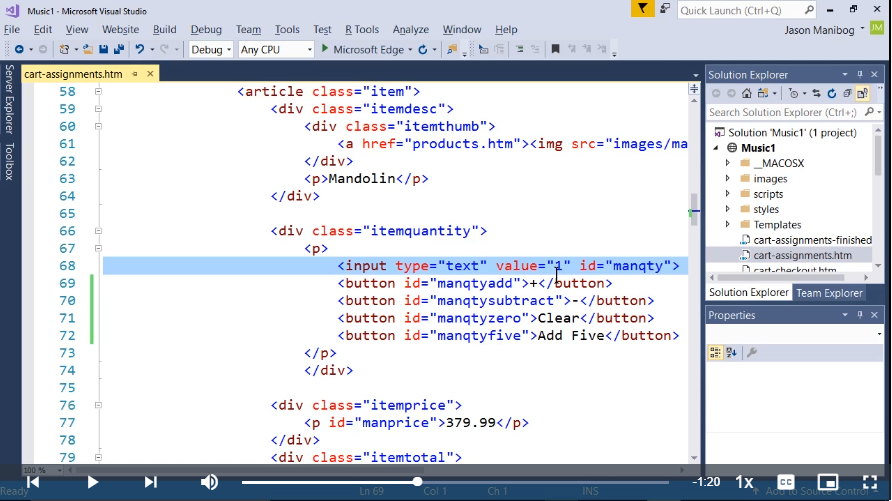 Music1 - Microsoft Visual Studio
Quick Launch (Ctrl+Q)
File Edit View Website Build Debug Team Tools Test R Tools Analyze Window Help
Jason Manibog JM
Debug Any CPU Microsoft Edge
Server Explorer
Toolbox
cart-assignments.htm
58 <article class="item">
59 <div class="itemdesc">
60 <div class="itemthumb">
61 <a href="products.htm"><img src="images/ma
62 </div>
63 <p>Mandolin</p>
64 </div>
65
66 <div class="itemquantity">
67 <p>
68 <input type="text" value="1" id="manqty">
69 <button id="manqtyadd">+</button>
70 <button id="manqtysubtract">-</button>
71 <button id="manqtyzero">Clear</button>
72 <button id="manqtyfive">Add Five</button>
73 </p>
74 </div>
75
76 <div class="itemprice">
77 <p id="manprice">379.99</p>
78 </div>
79 <div class="itemtotal">
100 %
Solution Explorer
Search Solution Explorer (Ctrl+;)
Solution 'Music1' (1 project)
Music1
__MACOSX
images
scripts
styles
Templates
cart-assignments-finished
cart-assignments.htm
cart-checkout.htm
Solution Explorer Team Explorer
Properties
-1:20 1x CC
Ready Ln 69 Col 1 Ch 1 INS Add to Source Control